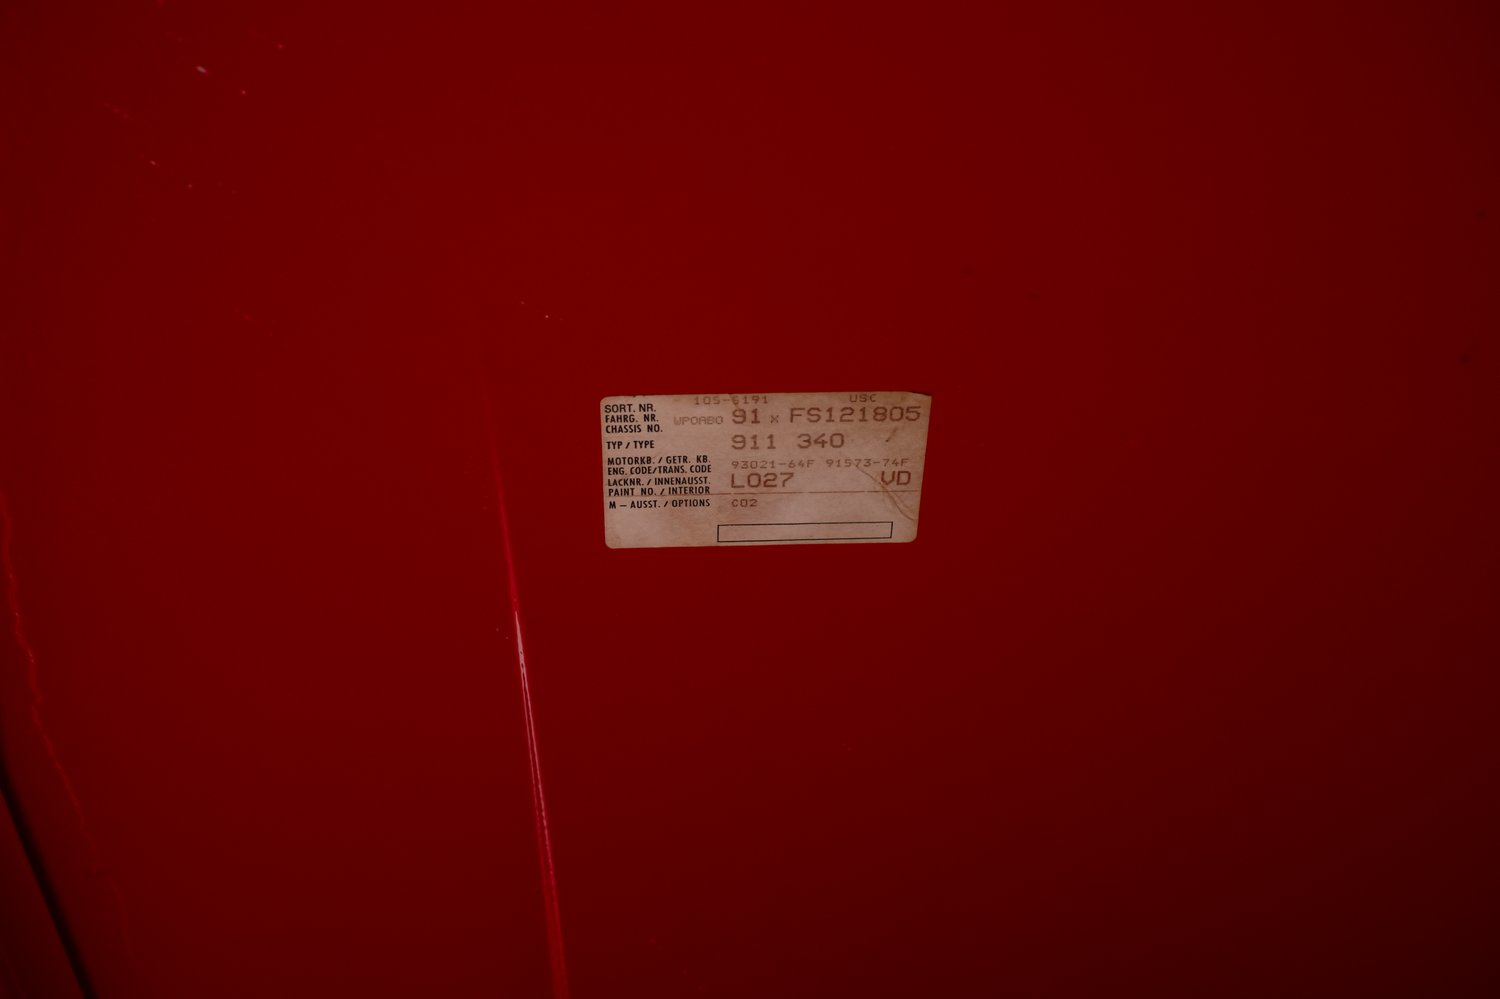 105-6191 USC
SORT. NR.
FAHRG. NR.
CHASSIS NO. WPOAB0 91 x FS121805
TYP / TYPE 911 340 /
MOTORKB. / GETR. KB.
ENG. CODE/TRANS. CODE 93021-64F 91573-74F
LACKNR. / INNENAUSST.
PAINT NO. / INTERIOR L027 VD
M – AUSST. / OPTIONS C02